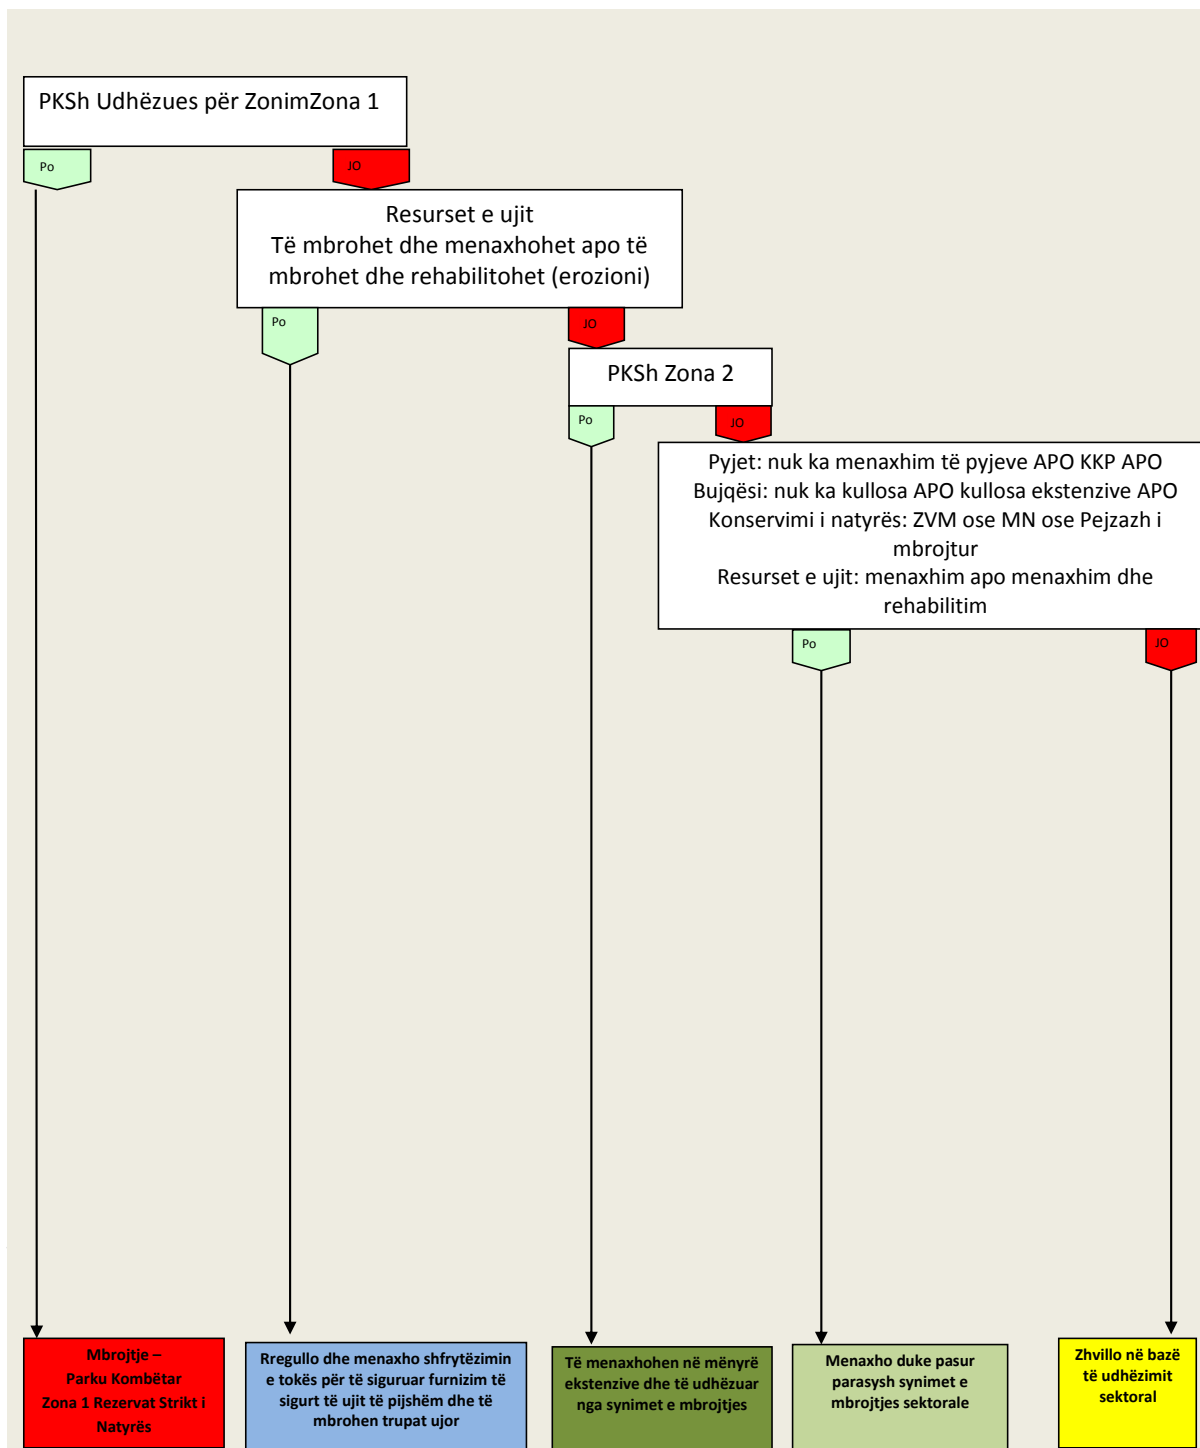 PKSh Udhëzues për ZonimZona 1
Po
JO
Resurset e ujit
Të mbrohet dhe menaxhohet apo të
mbrohet dhe rehabilitohet (erozioni)
Po
JO
PKSh Zona 2
Po
JO
Pyjet: nuk ka menaxhim të pyjeve APO KKP APO
Bujqësi: nuk ka kullosa APO kullosa ekstenzive APO
Konservimi i natyrës: ZVM ose MN ose Pejzazh i
mbrojtur
Resurset e ujit: menaxhim apo menaxhim dhe
rehabilitim
Po
JO
Mbrojtje –
Parku Kombëtar
Zona 1 Rezervat Strikt i
Natyrës
Rregullo dhe menaxho shfrytëzimin
e tokës për të siguruar furnizim të
sigurt të ujit të pijshëm dhe të
mbrohen trupat ujor
Të menaxhohen në mënyrë
ekstenzive dhe të udhëzuar
nga synimet e mbrojtjes
Menaxho duke pasur
parasysh synimet e
mbrojtjes sektorale
Zhvillo në bazë
të udhëzimit
sektoral